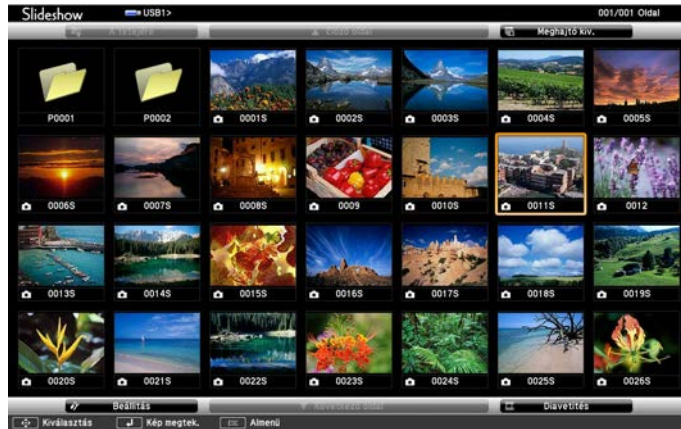 Slideshow USB1> 001/001 Oldal
A tetejére Előző oldal Meghajtó kiv.
P0001 P0002 0001S 0002S 0003S 0004S 0005S
0006S 0007S 0008S 0009 0010S 0011S 0012
0013S 0014S 0015S 0016S 0017S 0018S 0019S
0020S 0021S 0022S 0023S 0024S 0025S 0026S
Beállítás Következő oldal Diavetítés
Kiválasztás Kép megtek. ESC Almenü